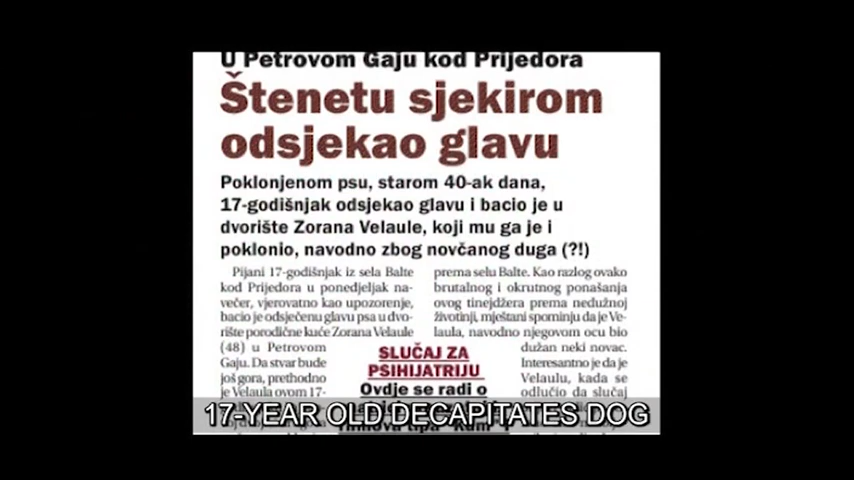 U Petrovom Gaju kod Prijedora
Štenetu sjekirom
odsjekao glavu
Poklonjenom psu, starom 40-ak dana,
17-godišnjak odsjekao glavu i bacio je u
dvorište Zorana Velaule, koji mu ga je i
poklonio, navodno zbog novčanog duga (?!)
Pijani 17-godišnjak iz sela Balte
kod Prijedora u ponedjeljak na-
večer, vjerovatno kao upozorenje,
bacio je odsječenu glavu psa u dvo-
rište porodične kuće Zorana Velaule
(48) u Petrovom
Gaju. Da stvar bude
još gora, prethodno
je Velaula ovom 17-
prema selu Balte. Kao razlog ovako
brutalnog i okrutnog ponašanja
ovog tinejdžera prema nedužnoj
životinji, mještani spominju da je Ve-
laula, navodno njegovom ocu bio
dužan neki novac.
Interesantno je da je
Velaulu, kada se
odlučio da slučaj
SLUČAJ ZA
PSIHIJATRIJU
Ovdje se radi o
17-YEAR OLD DECAPITATES DOG